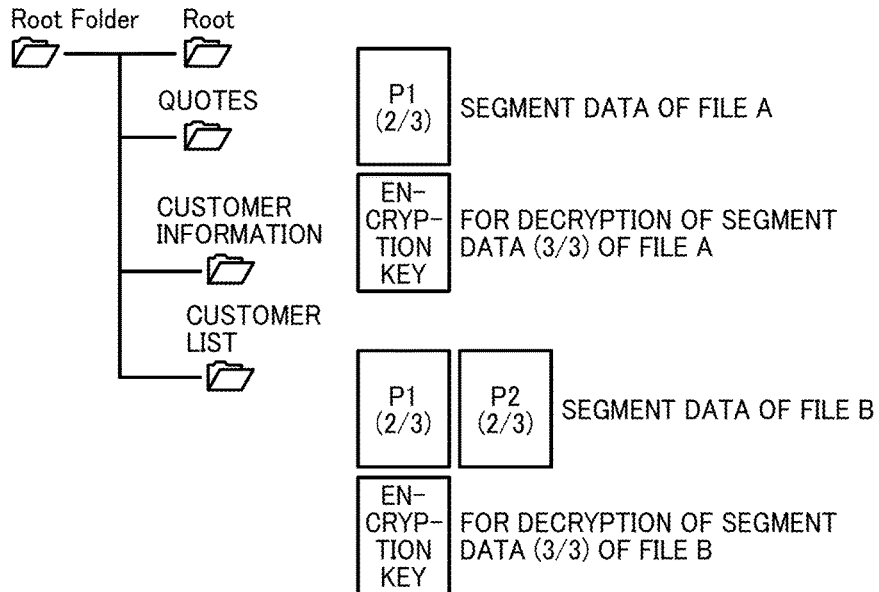 Root Folder
Root
QUOTES
CUSTOMER
INFORMATION
CUSTOMER
LIST
P1
(2/3)
SEGMENT DATA OF FILE A
EN-
CRYP-
TION
KEY
FOR DECRYPTION OF SEGMENT
DATA (3/3) OF FILE A
P1
(2/3)
P2
(2/3)
SEGMENT DATA OF FILE B
EN-
CRYP-
TION
KEY
FOR DECRYPTION OF SEGMENT
DATA (3/3) OF FILE B